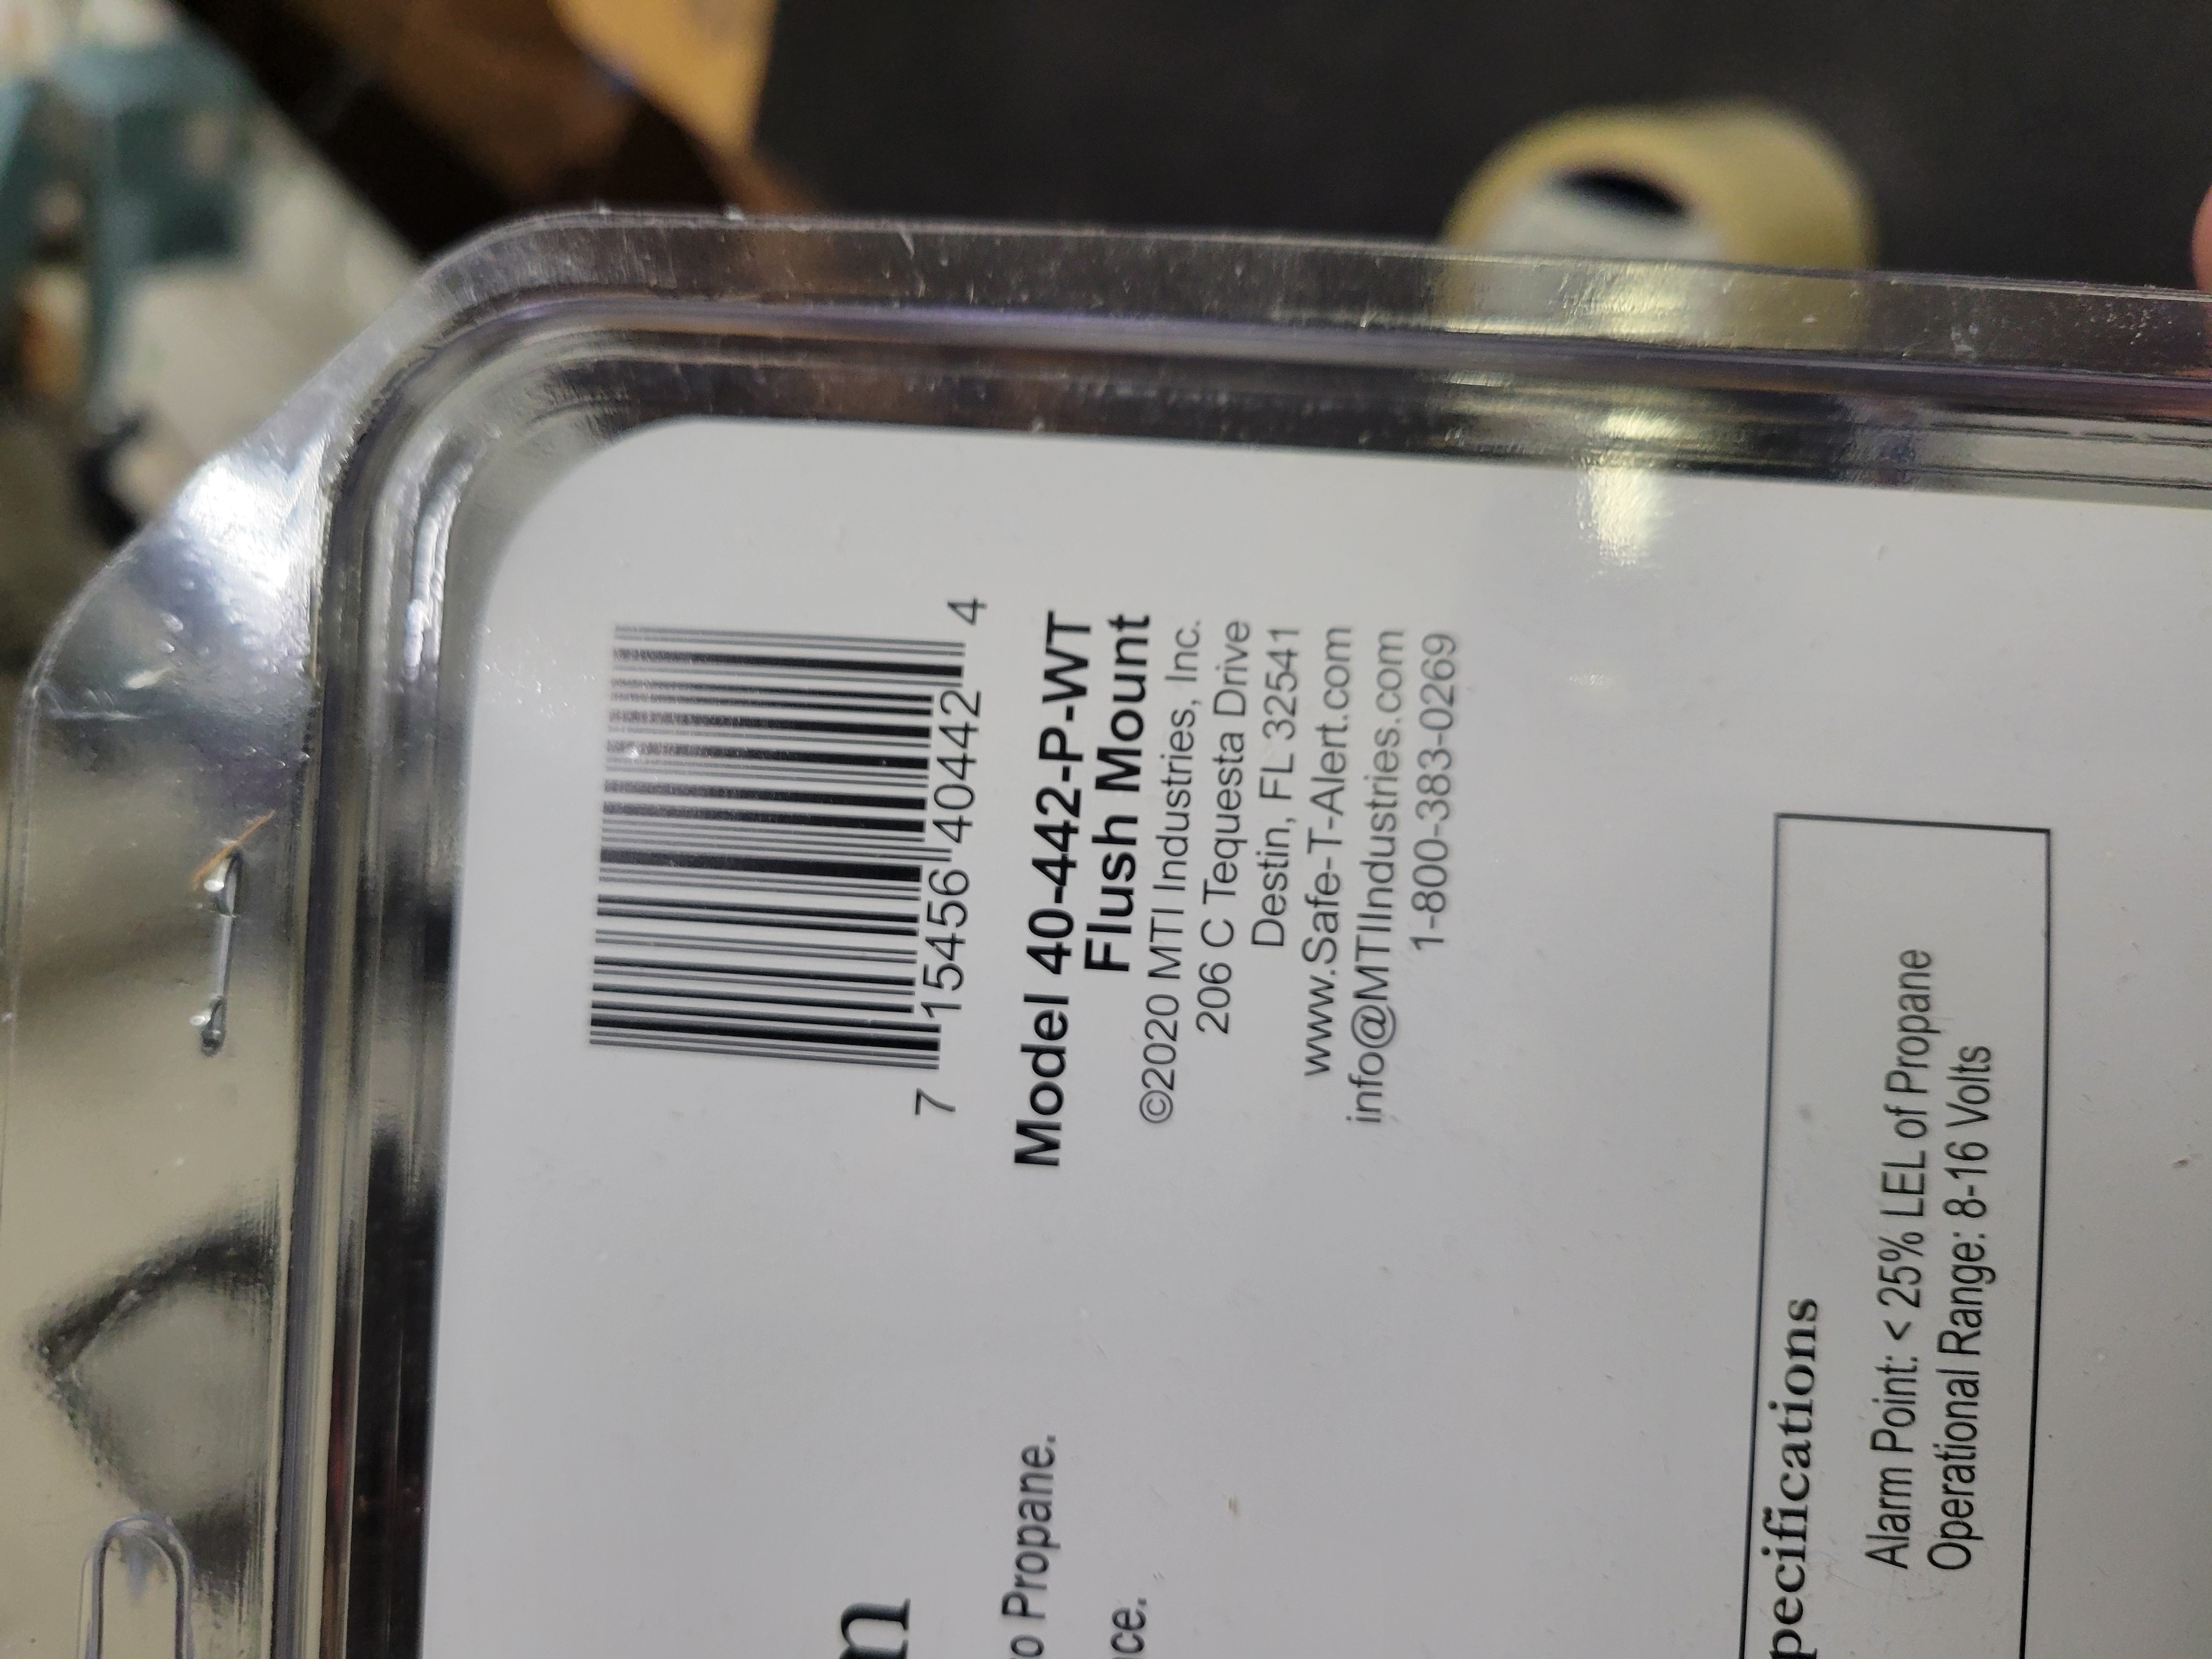 7 15456 40442 4
Model 40-442-P-WT
Flush Mount
©2020 MTI Industries, Inc.
206 C Tequesta Drive
Destin, FL 32541
www.Safe-T-Alert.com
info@MTIIndustries.com
1-800-383-0269
Propane.
pecifications
Alarm Point: < 25% LEL of Propane
Operational Range: 8-16 Volts